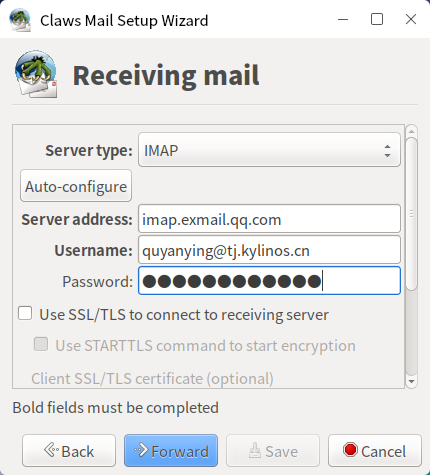 Claws Mail Setup Wizard
Receiving mail
Server type: IMAP
Auto-configure
Server address: imap.exmail.qq.com
Username: quyanying@tj.kylinos.cn
Password: ●●●●●●●●●●●●
Use SSL/TLS to connect to receiving server
Use STARTTLS command to start encryption
Client SSL/TLS certificate (optional)
Bold fields must be completed
Back Forward Save Cancel